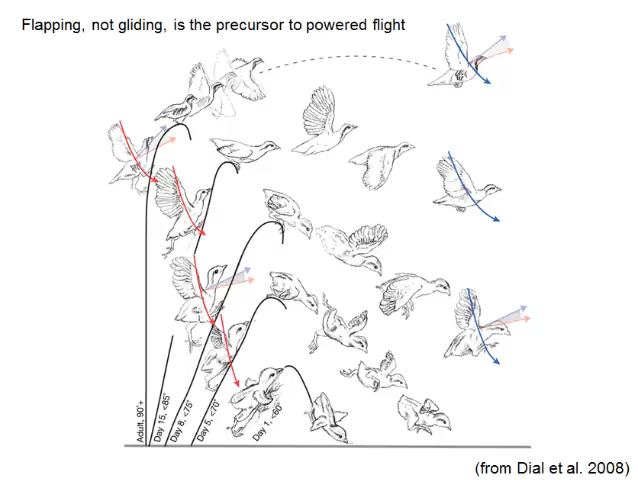 Flapping, not gliding, is the precursor to powered flight
Adult, 90°+
Day 15, <85°
Day 8, <75°
Day 5, <70°
Day 1, <60°
(from Dial et al. 2008)